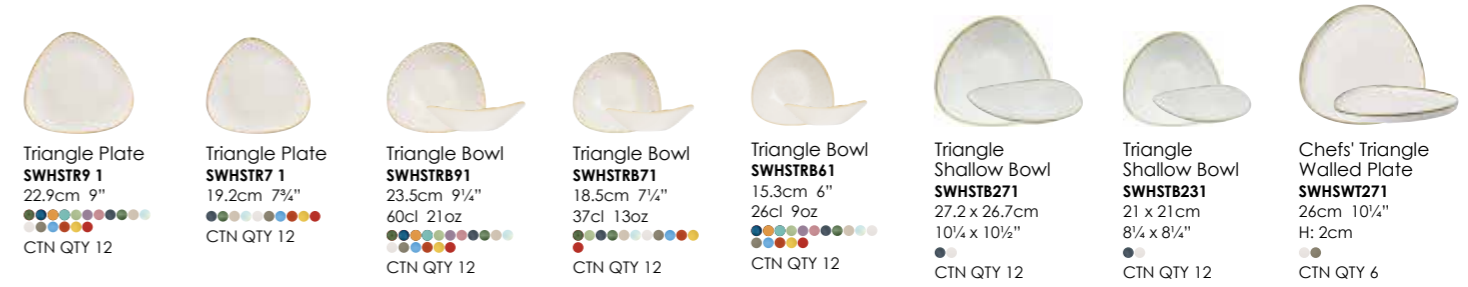 Triangle Plate
SWHSTR9 1
22.9cm 9”
CTN QTY 12
Triangle Plate
SWHSTR7 1
19.2cm 7¾”
CTN QTY 12
Triangle Bowl
SWHSTRB91
23.5cm 9¼”
60cl 21oz
CTN QTY 12
Triangle Bowl
SWHSTRB71
18.5cm 7¼”
37cl 13oz
CTN QTY 12
Triangle Bowl
SWHSTRB61
15.3cm 6”
26cl 9oz
CTN QTY 12
Triangle
Shallow Bowl
SWHSTB271
27.2 x 26.7cm
10¼ x 10½”
CTN QTY 12
Triangle
Shallow Bowl
SWHSTB231
21 x 21cm
8¼ x 8¼”
CTN QTY 12
Chefs' Triangle
Walled Plate
SWHSWT271
26cm 10¼”
H: 2cm
CTN QTY 6